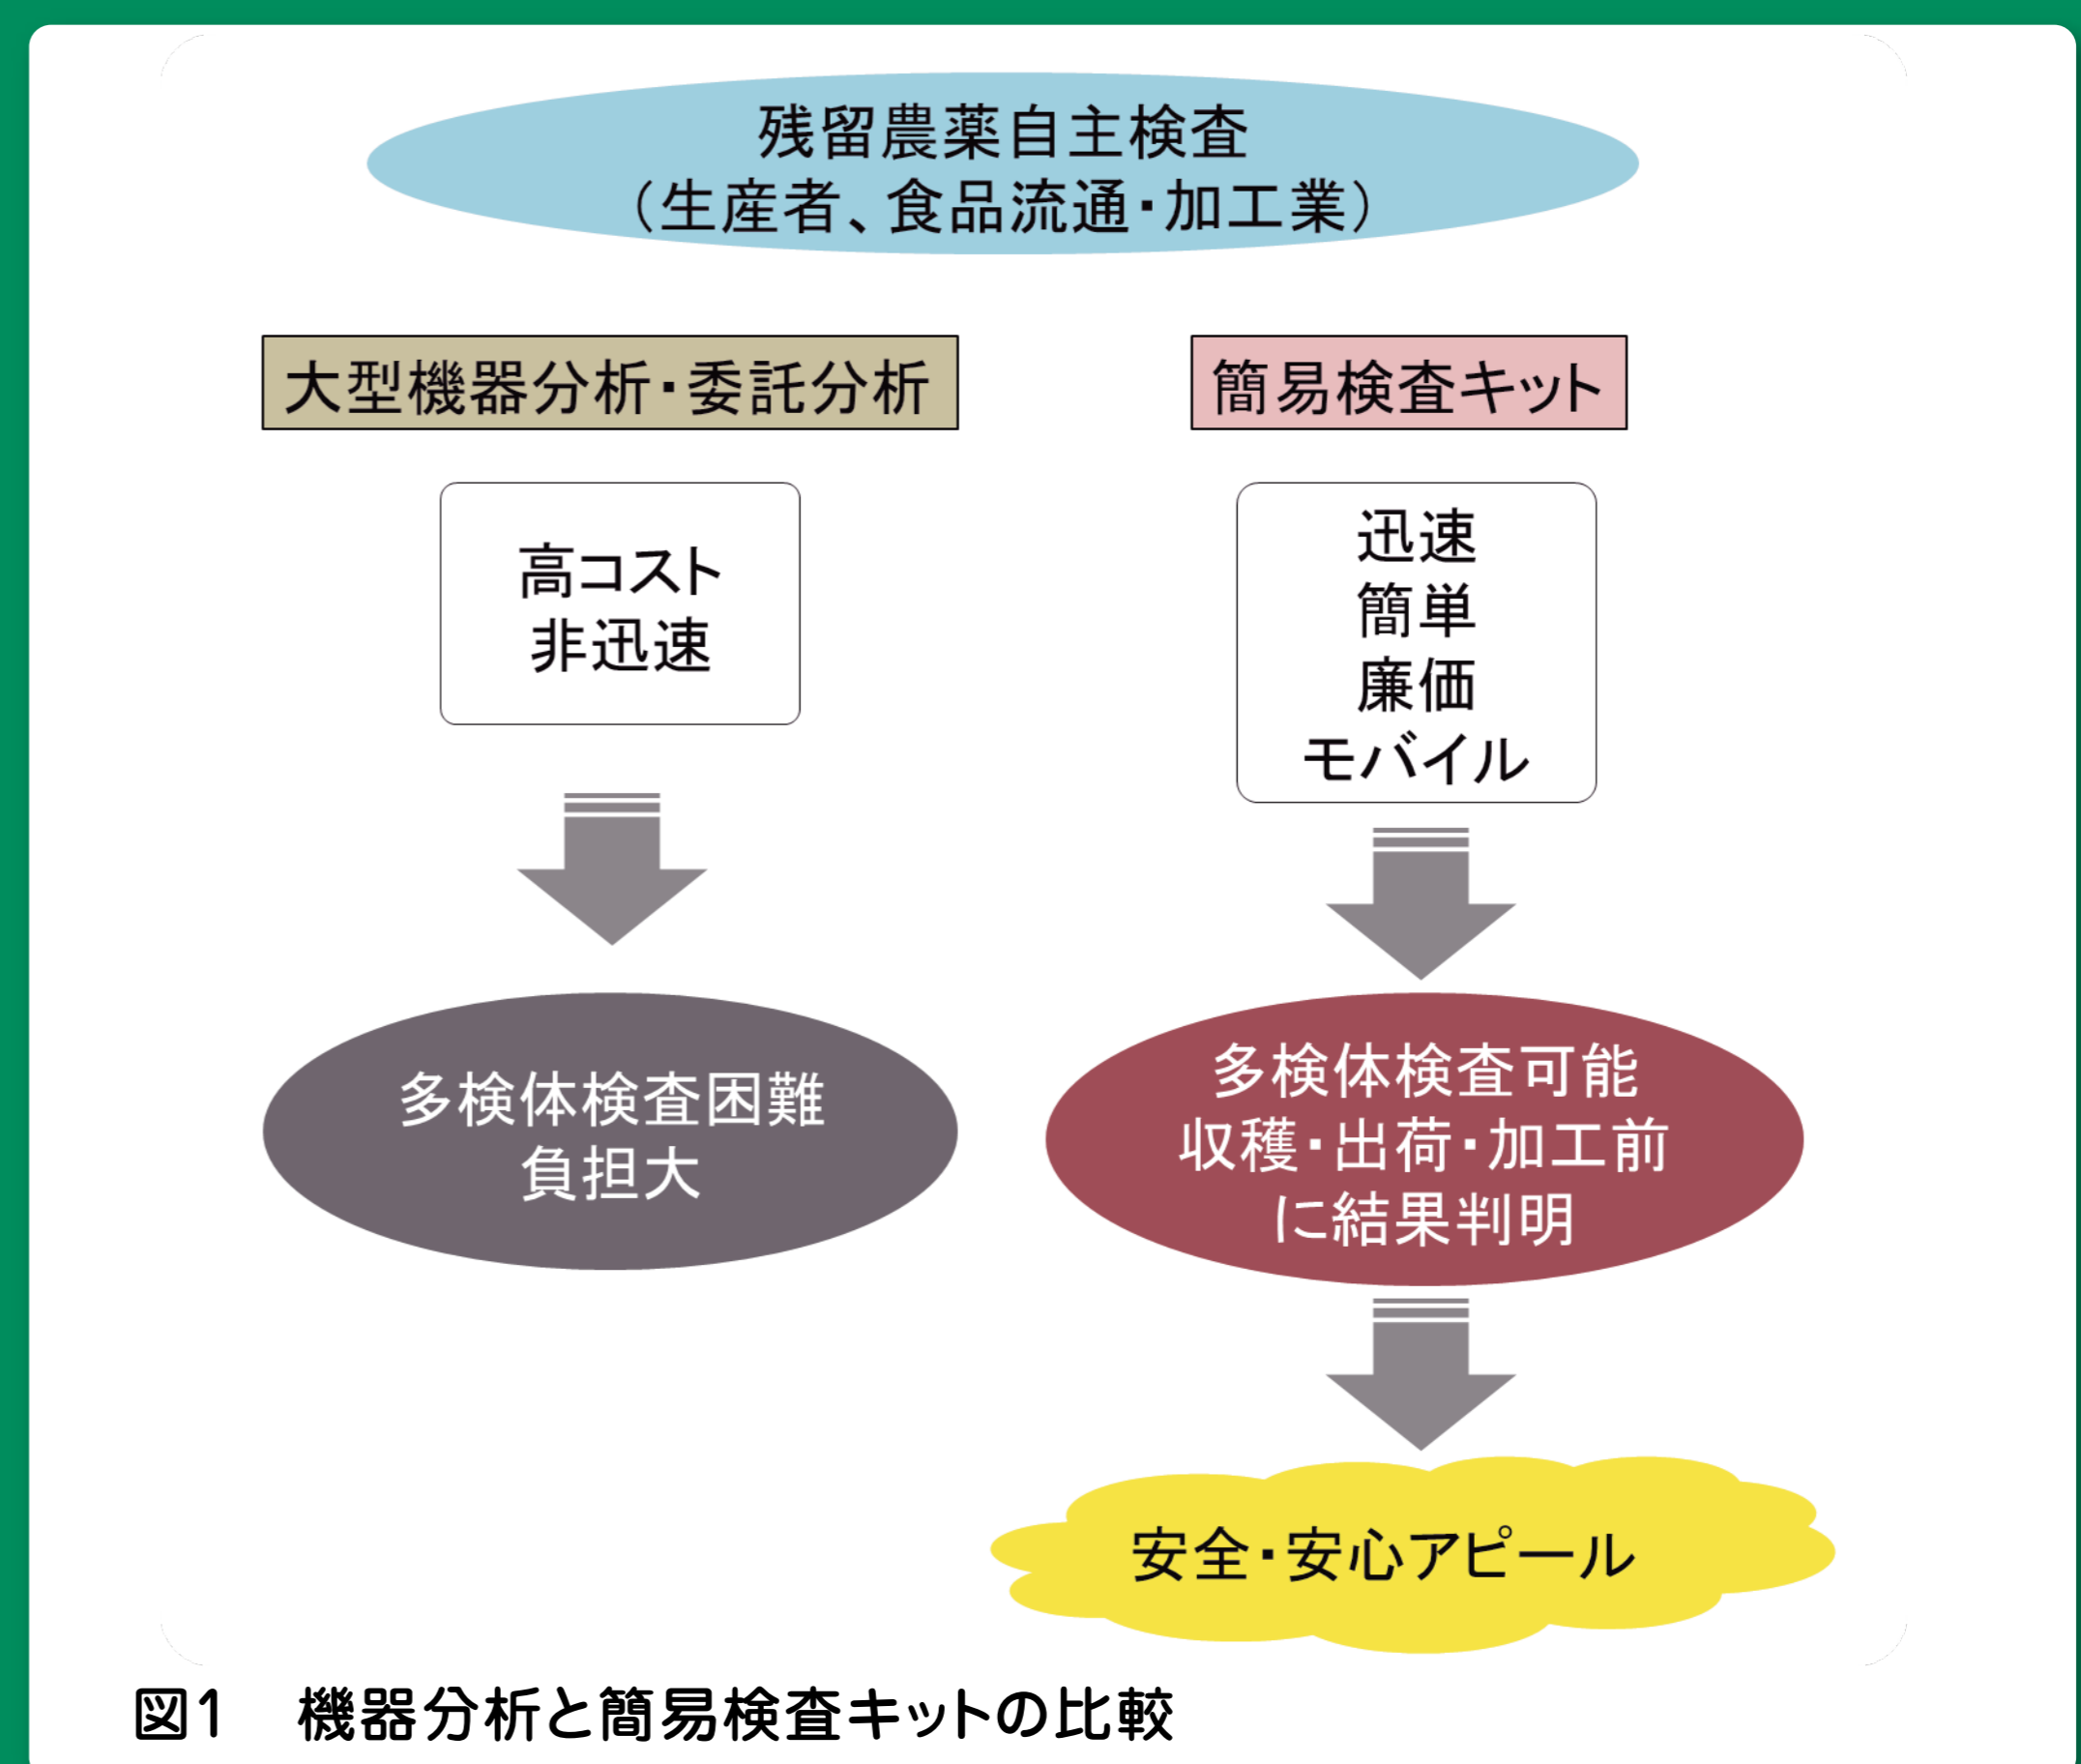 残留農薬自主検査
（生産者、食品流通・加工業）
大型機器分析・委託分析
高コスト
非迅速
多検体検査困難
負担大
簡易検査キット
迅速
簡単
廉価
モバイル
多検体検査可能
収穫・出荷・加工前
に結果判明
安全・安心アピール
図1　機器分析と簡易検査キットの比較